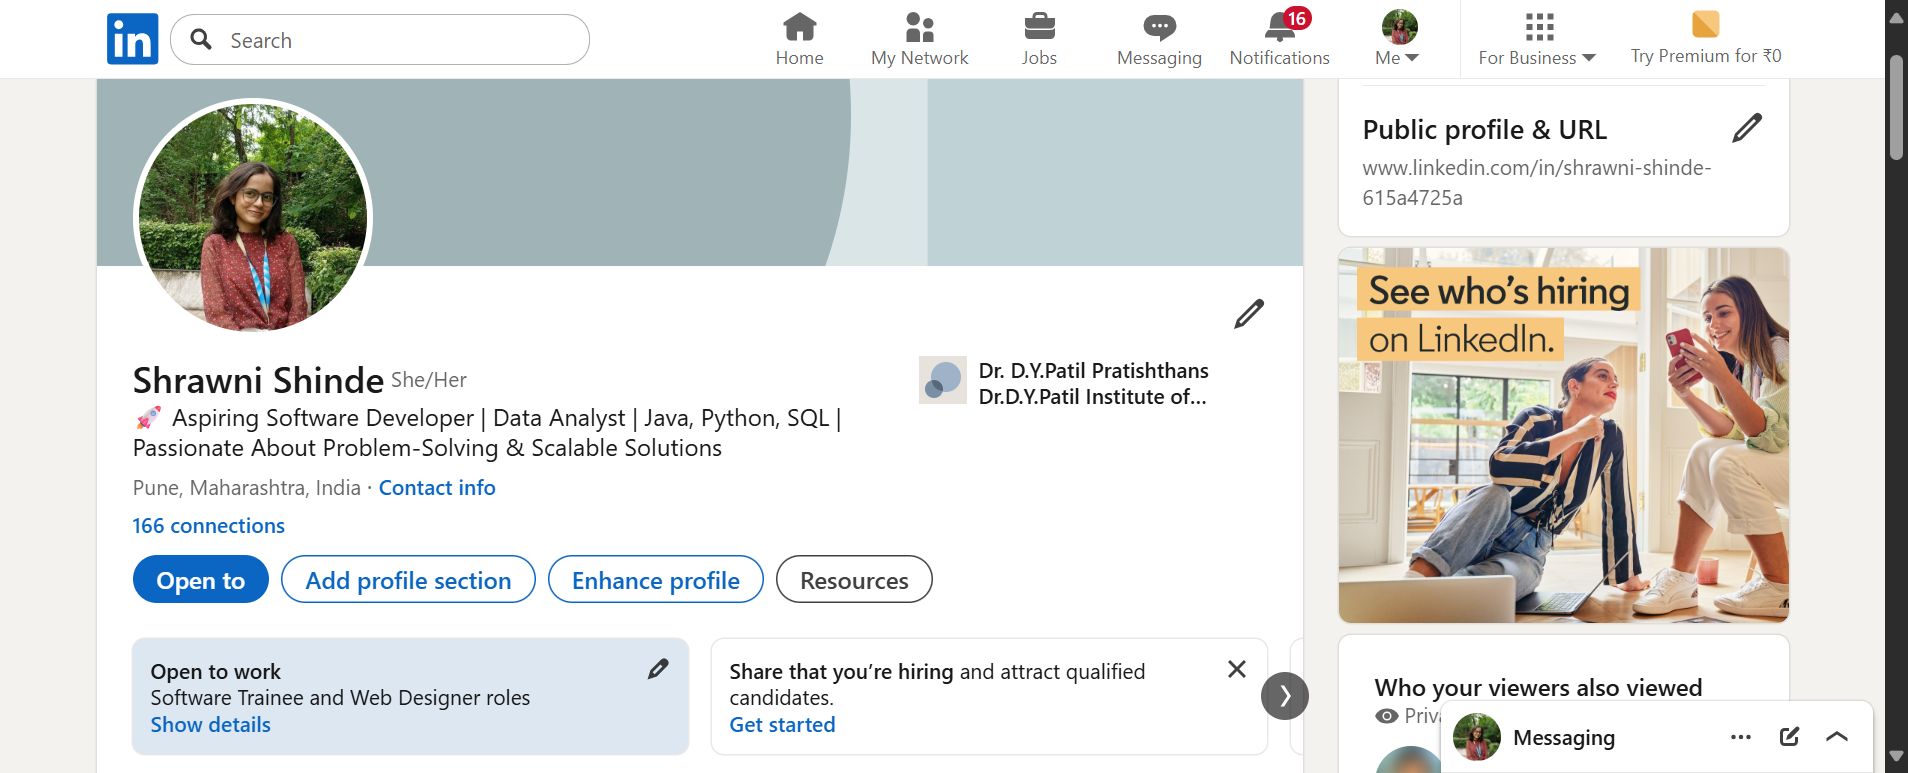 in
Search
Home
My Network
Jobs
Messaging
Notifications
16
Me
For Business
Try Premium for ₹0
Shrawni Shinde She/Her
🚀 Aspiring Software Developer | Data Analyst | Java, Python, SQL |
Passionate About Problem-Solving & Scalable Solutions
Pune, Maharashtra, India · Contact info
166 connections
Dr. D.Y.Patil Pratishthans
Dr.D.Y.Patil Institute of...
Open to
Add profile section
Enhance profile
Resources
Open to work
Software Trainee and Web Designer roles
Show details
Share that you’re hiring and attract qualified
candidates.
Get started
Public profile & URL
www.linkedin.com/in/shrawni-shinde-
615a4725a
See who’s hiring
on LinkedIn.
Who your viewers also viewed
Messaging